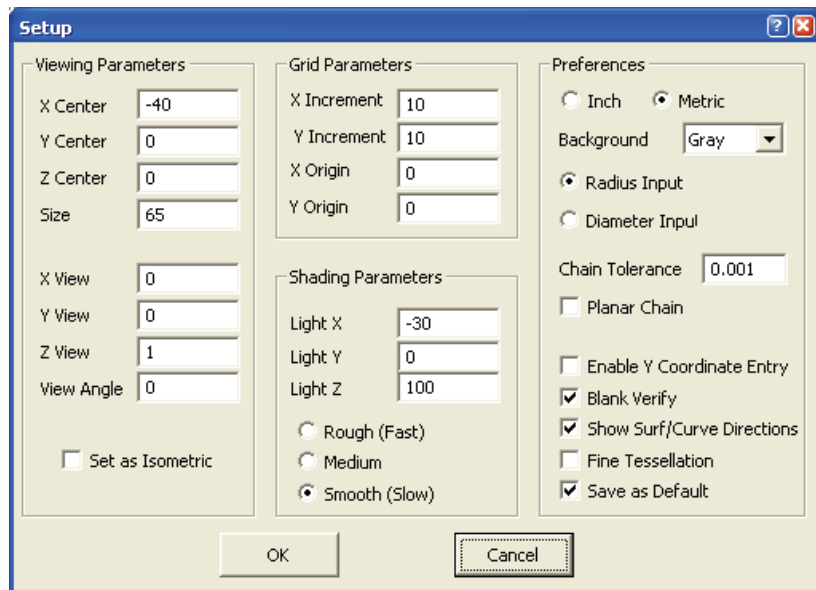 Setup
Viewing Parameters
X Center -40
Y Center 0
Z Center 0
Size 65
X View 0
Y View 0
Z View 1
View Angle 0
Set as Isometric
Grid Parameters
X Increment 10
Y Increment 10
X Origin 0
Y Origin 0
Shading Parameters
Light X -30
Light Y 0
Light Z 100
Rough (Fast)
Medium
Smooth (Slow)
Preferences
Inch Metric
Background Gray
Radius Input
Diameter Inpul
Chain Tolerance 0.001
Planar Chain
Enable Y Coordinate Entry
Blank Verify
Show Surf/Curve Directions
Fine Tessellation
Save as Default
OK Cancel